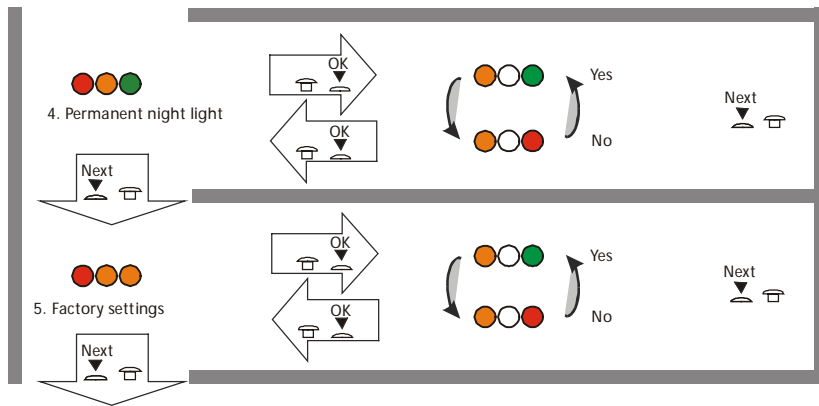 OK
Yes
4. Permanent night light
Next
OK
No
Next
OK
Yes
Next
5. Factory settings
OK
No
Next